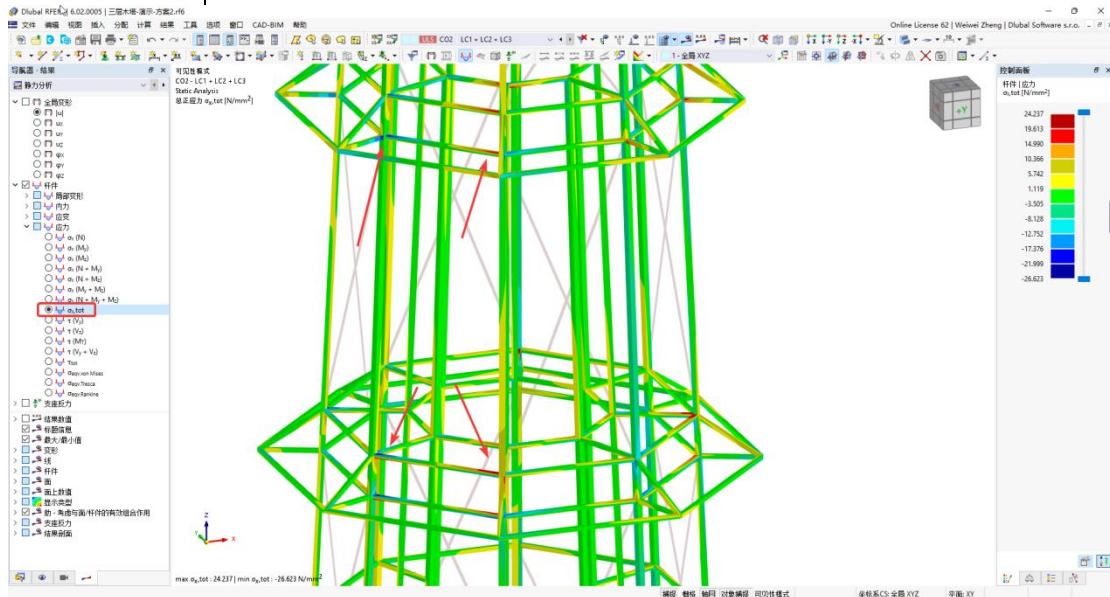 Dlubal RFEM | 6.02.0005 | 三层木塔-演示-方案2.rf6
文件 编辑 视图 插入 分配 计算 结果 工具 选项 窗口 CAD-BIM 帮助
Online License 62 | Weiwei Zheng | Dlubal Software s.r.o.
ULS CO2 LC1 + LC2 + LC3
1 - 全局 XYZ
导航器 - 结果
静力分析
全局变形
|u|
uX
uY
uZ
φX
φY
φZ
杆件
局部变形
内力
应变
应力
σx (N)
σx (My)
σx (Mz)
σx (N + My)
σx (N + Mz)
σx (My + Mz)
σx (N + My + Mz)
σx,tot
τ (Vy)
τ (Vz)
τ (MT)
τ (Vy + Vz)
τtot
σeqv,von Mises
σeqv,Tresca
σeqv,Rankine
支座反力
结果数值
标题信息
最大/最小值
变形
线
杆件
面
面上数值
显示类型
肋 - 考虑与面/杆件的有效组合作用
支座反力
结果剖面
可见性模式
CO2 - LC1 + LC2 + LC3
Static Analysis
总正应力 σx,tot [N/mm²]
+Y
Z
Y
X
max σx,tot : 24.237 | min σx,tot : -26.623 N/mm²
控制面板
杆件 | 应力
σx,tot [N/mm²]
24.237
19.613
14.990
10.366
5.742
1.119
-3.505
-8.128
-12.752
-17.376
-21.999
-26.623
捕捉 栅格 轴网 对象捕捉 可见性模式
坐标系CS: 全局 XYZ
平面: XY